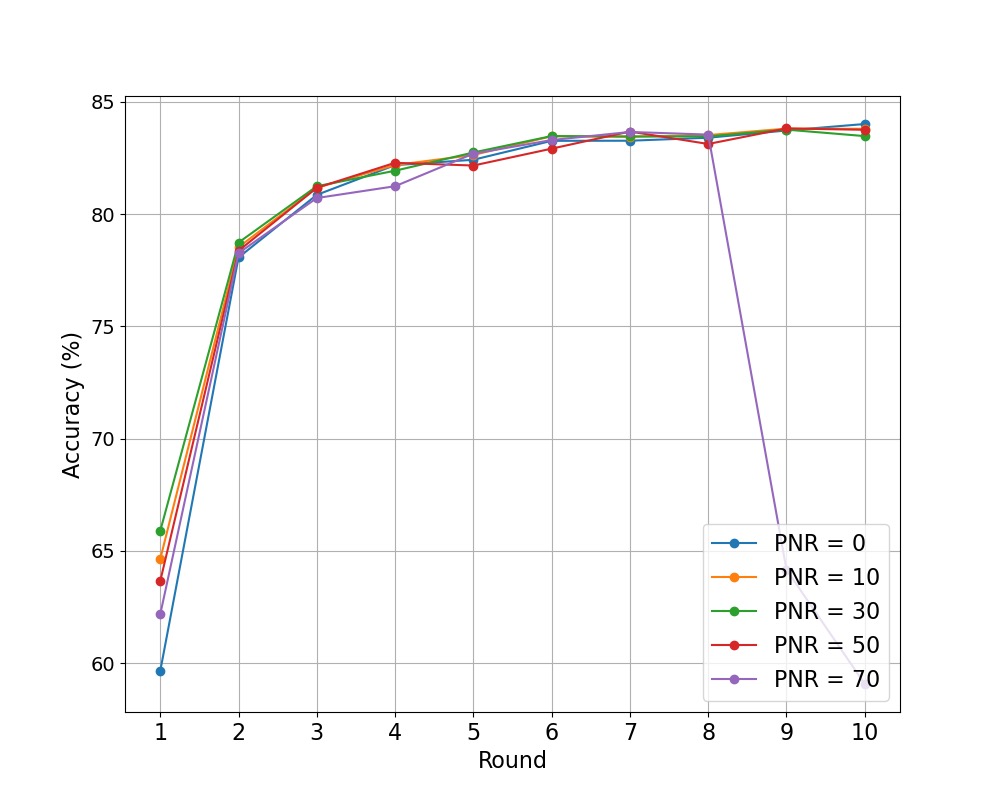 85
80
75
70
65
60
Accuracy (%)
1 2 3 4 5 6 7 8 9 10
Round
PNR = 0
PNR = 10
PNR = 30
PNR = 50
PNR = 70